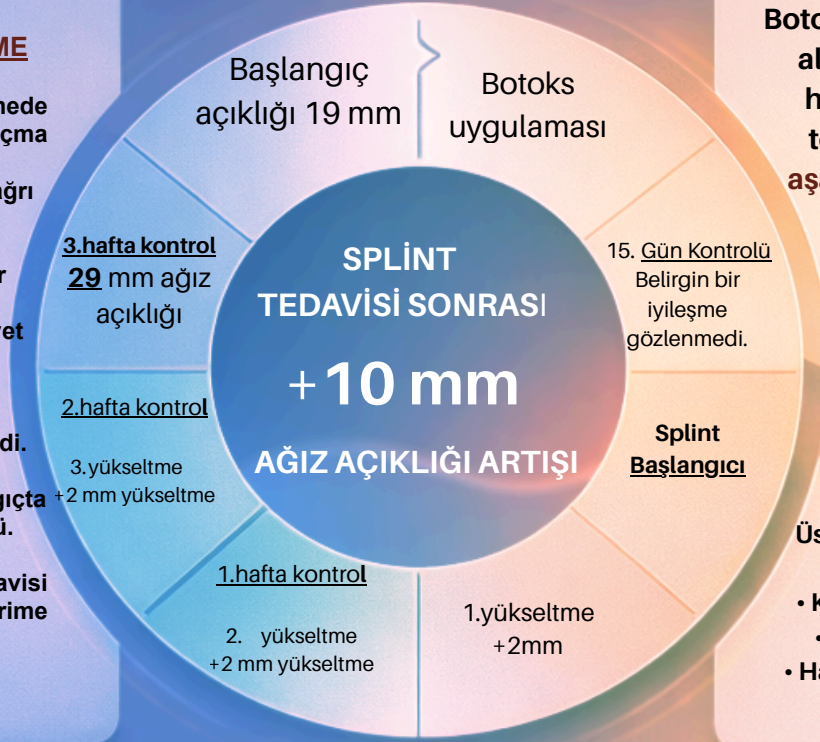 ME
Başlangıç
açıklığı 19 mm
Botoks
uygulaması
15. Gün Kontrolü
Belirgin bir
iyileşme
gözlenmedi.
Splint
Başlangıcı
1.yükseltme
+2mm
1.hafta kontrol
2. yükseltme
+2 mm yükseltme
2.hafta kontrol
3.yükseltme
+2 mm yükseltme
3.hafta kontrol
29 mm ağız
açıklığı
SPLİNT
TEDAVİSİ SONRASI
+10 mm
AĞIZ AÇIKLIĞI ARTIŞI